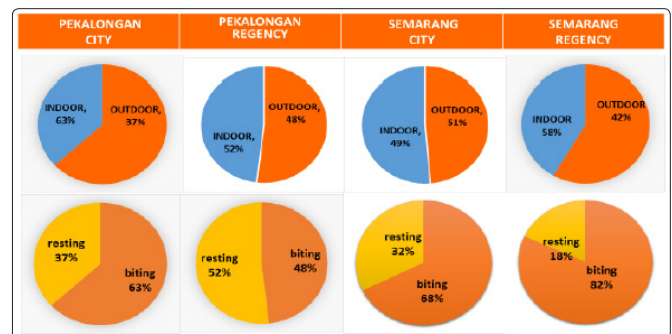 PEKALONGAN
CITY
PEKALONGAN
REGENCY
SEMARANG
CITY
SEMARANG
REGENCY
INDOOR,
63%
OUTDOOR,
37%
INDOOR,
52%
OUTDOOR,
48%
INDOOR,
49%
OUTDOOR,
51%
INDOOR
58%
OUTDOOR
42%
resting
37%
biting
63%
resting
52%
biting
48%
resting
32%
biting
68%
resting
18%
biting
82%